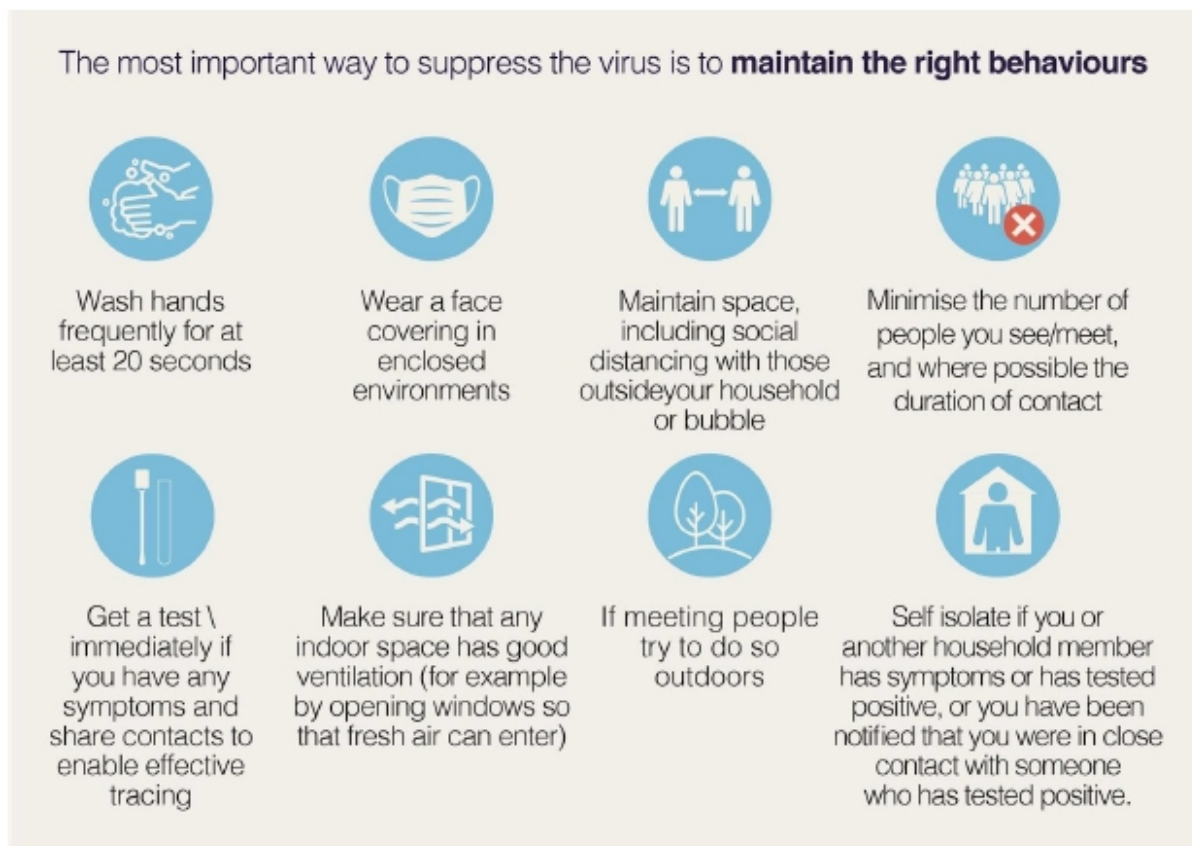 The most important way to suppress the virus is to maintain the right behaviours
Wash hands
frequently for at
least 20 seconds
Wear a face
covering in
enclosed
environments
Maintain space,
including social
distancing with those
outsideyour household
or bubble
Minimise the number of
people you see/meet,
and where possible the
duration of contact
Get a test \
immediately if
you have any
symptoms and
share contacts to
enable effective
tracing
Make sure that any
indoor space has good
ventilation (for example
by opening windows so
that fresh air can enter)
If meeting people
try to do so
outdoors
Self isolate if you or
another household member
has symptoms or has tested
positive, or you have been
notified that you were in close
contact with someone
who has tested positive.